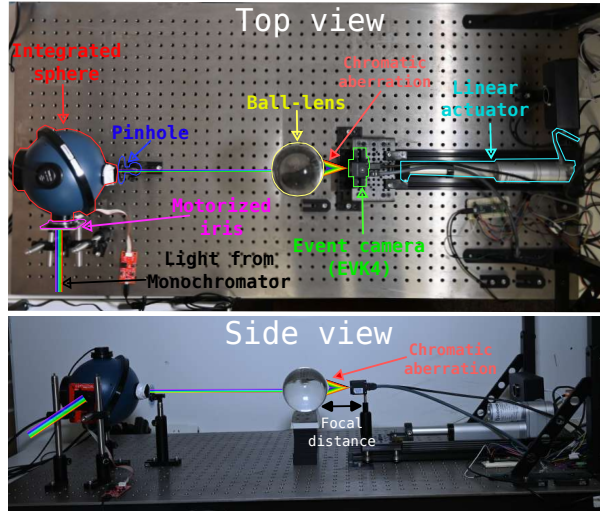 Top view
Integrated
sphere
Chromatic
aberration
Linear
actuator
Ball-lens
Pinhole
Motorized
iris
Event camera
(EVK4)
Light from
Monochromator
Side view
Chromatic
aberration
Focal
distance